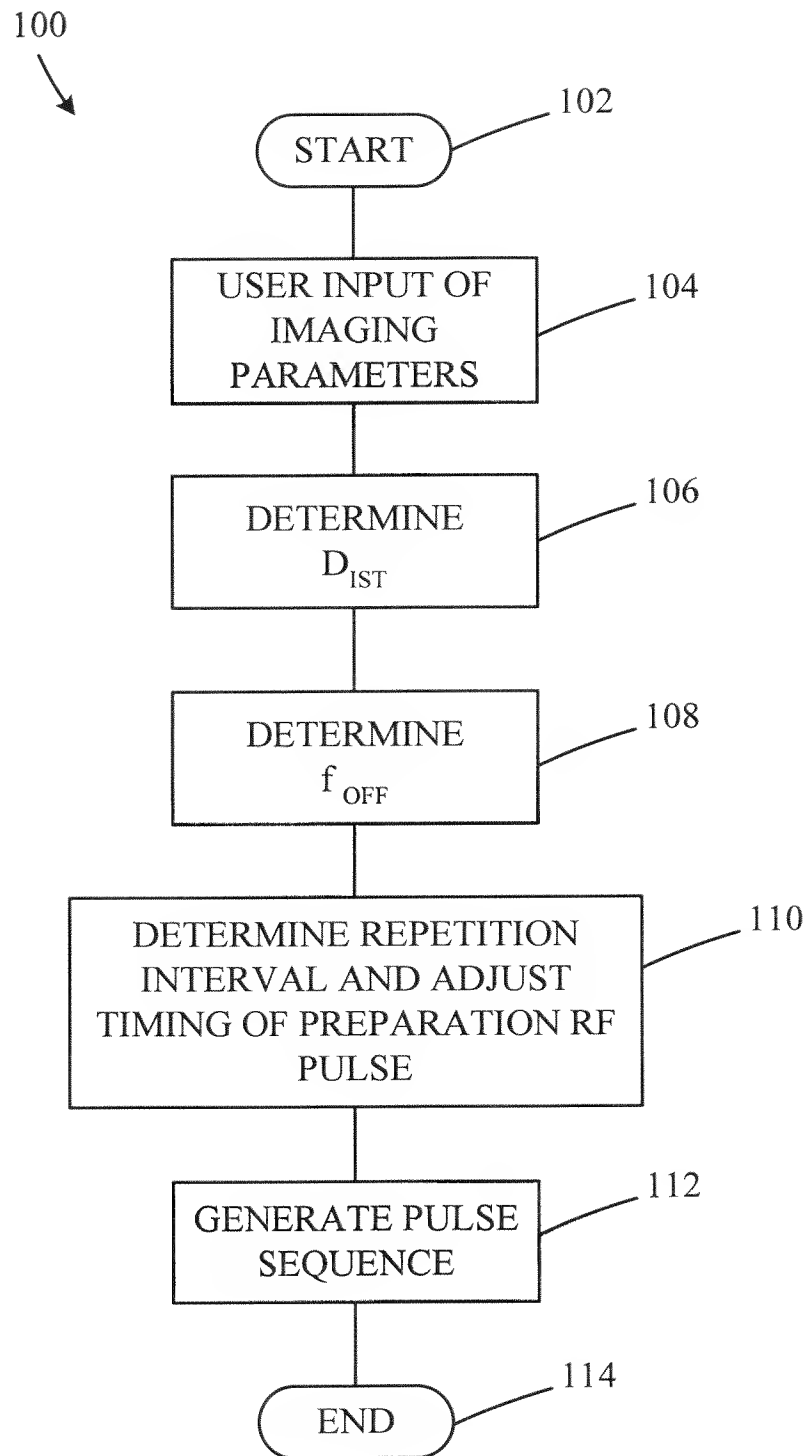 100
102
START
USER INPUT OF
IMAGING
PARAMETERS
104
DETERMINE
D_IST
106
DETERMINE
f_OFF
108
DETERMINE REPETITION
INTERVAL AND ADJUST
TIMING OF PREPARATION RF
PULSE
110
GENERATE PULSE
SEQUENCE
112
END
114